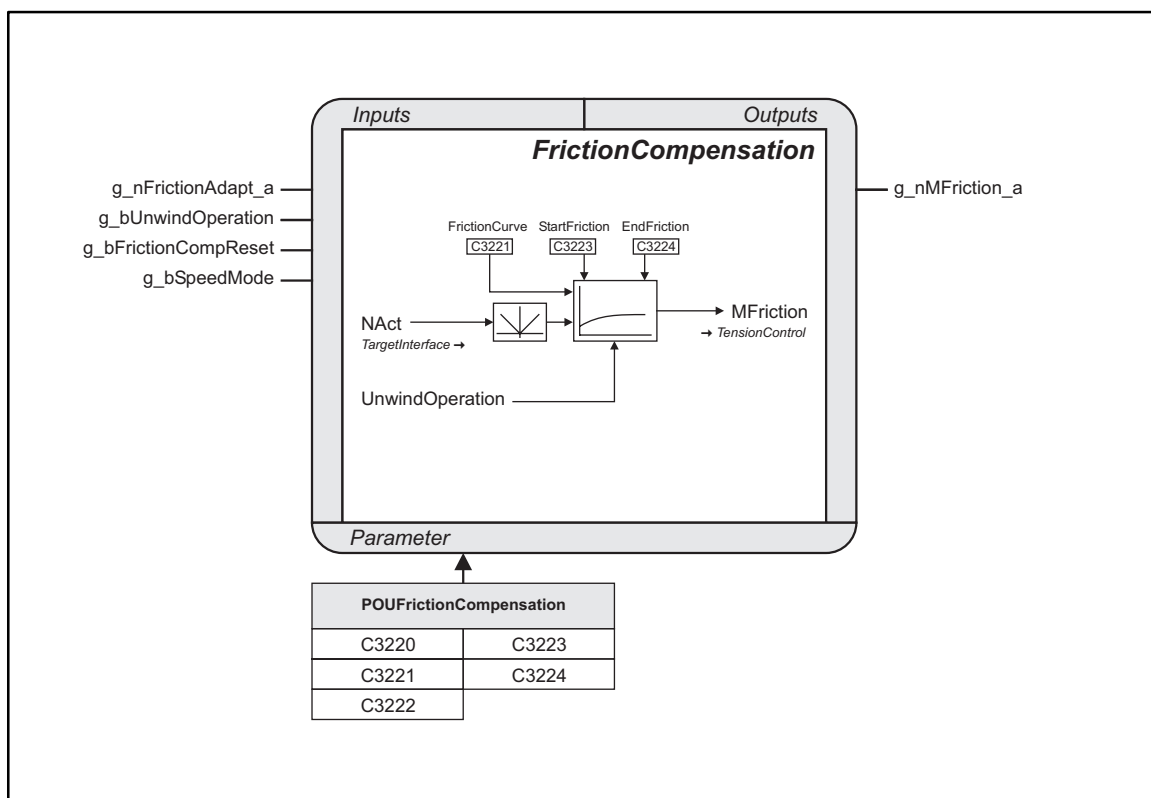 Inputs
Outputs
FrictionCompensation
g_nFrictionAdapt_a
g_bUnwindOperation
g_bFrictionCompReset
g_bSpeedMode
g_nMFriction_a
FrictionCurve StartFriction EndFriction
C3221 C3223 C3224
NAct
TargetInterface →
MFriction
→ TensionControl
UnwindOperation
Parameter
POUFrictionCompensation
C3220 C3223
C3221 C3224
C3222